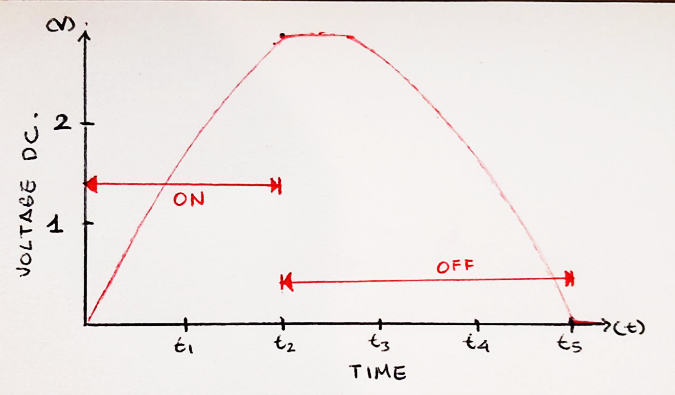 (V).
VOLTAGE DC.
2
ON
1
OFF
t1
t2
t3
t4
t5
(t)
TIME